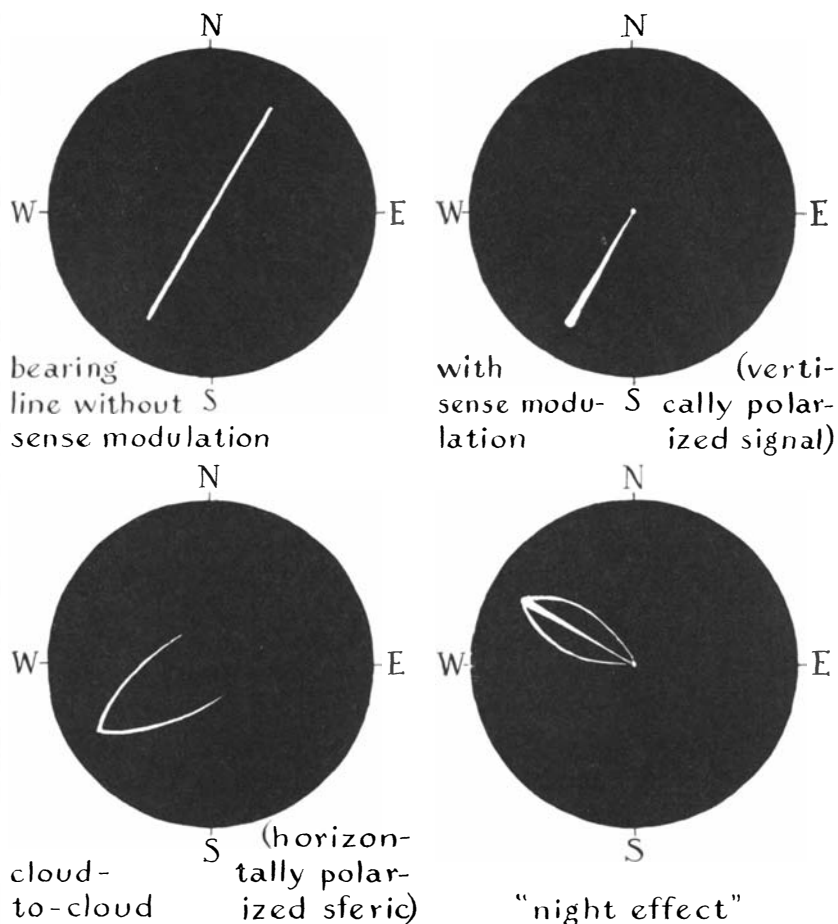 N
W
E
bearing
line without S
sense modulation
N
W
E
with (verti-
sense modu- S cally polar-
lation ized signal)
N
W
E
S (horizon-
cloud- tally polar-
to-cloud ized sferic)
N
W
E
S
"night effect"